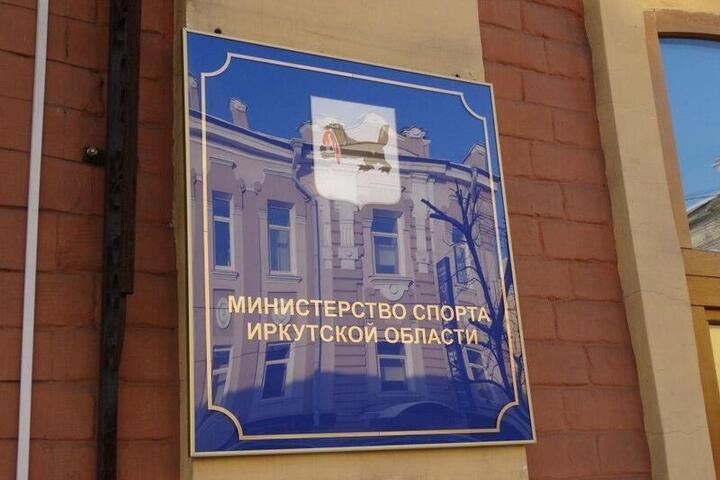 МИНИСТЕРСТВО СПОРТА
ИРКУТСКОЙ ОБЛАСТИ